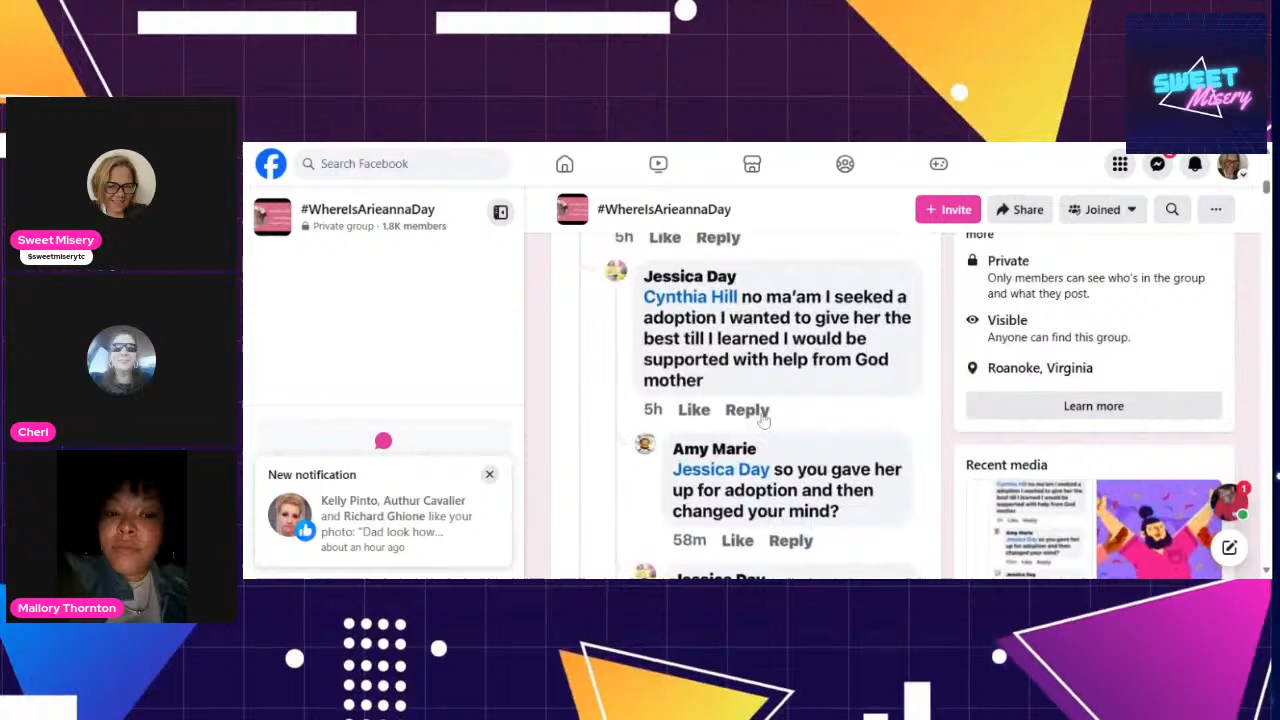 SWEET
Misery
Sweet Misery
$sweetmiserytc
Cherl
Mallory Thornton
Search Facebook
#WhereIsArieannaDay
Private group · 1.8K members
New notification
Kelly Pinto, Authur Cavalier
and Richard Ghione like your
photo: "Dad look how...
about an hour ago
#WhereIsArieannaDay
+ Invite
Share
Joined
5h Like Reply
Jessica Day
Cynthia Hill no ma'am I seeked a
adoption I wanted to give her the
best till I learned I would be
supported with help from God
mother
5h Like Reply
Amy Marie
Jessica Day so you gave her
up for adoption and then
changed your mind?
58m Like Reply
Jessica Day
more
Private
Only members can see who's in the group
and what they post.
Visible
Anyone can find this group.
Roanoke, Virginia
Learn more
Recent media
1